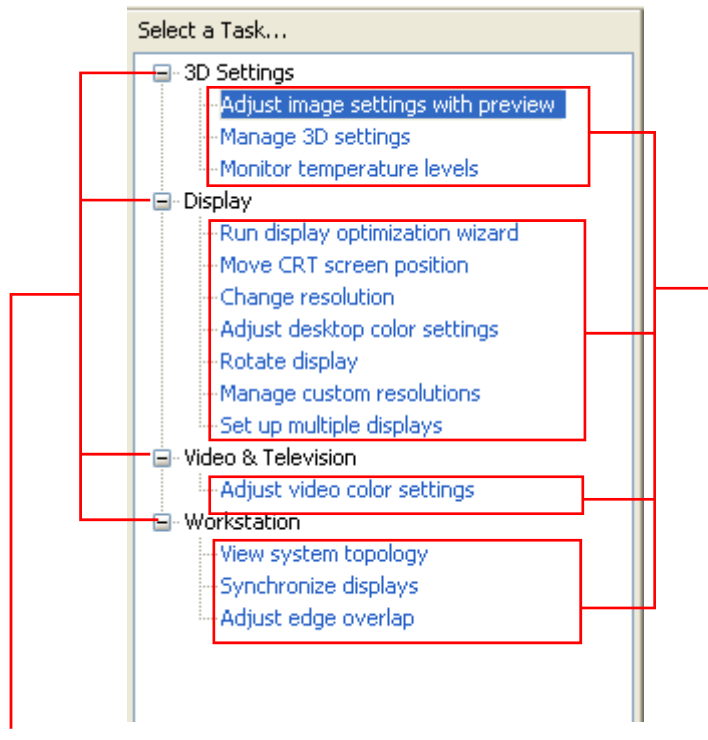 Select a Task...
3D Settings
Adjust image settings with preview
Manage 3D settings
Monitor temperature levels
Display
Run display optimization wizard
Move CRT screen position
Change resolution
Adjust desktop color settings
Rotate display
Manage custom resolutions
Set up multiple displays
Video & Television
Adjust video color settings
Workstation
View system topology
Synchronize displays
Adjust edge overlap